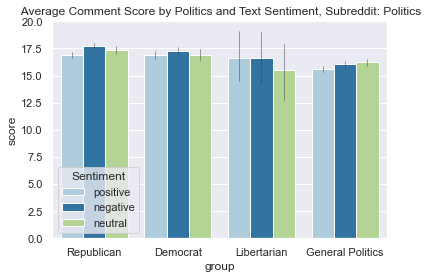 Average Comment Score by Politics and Text Sentiment, Subreddit: Politics
20.0
17.5
15.0
12.5
10.0
7.5
5.0
2.5
0.0
score
Sentiment
positive
negative
neutral
Republican Democrat Libertarian General Politics
group